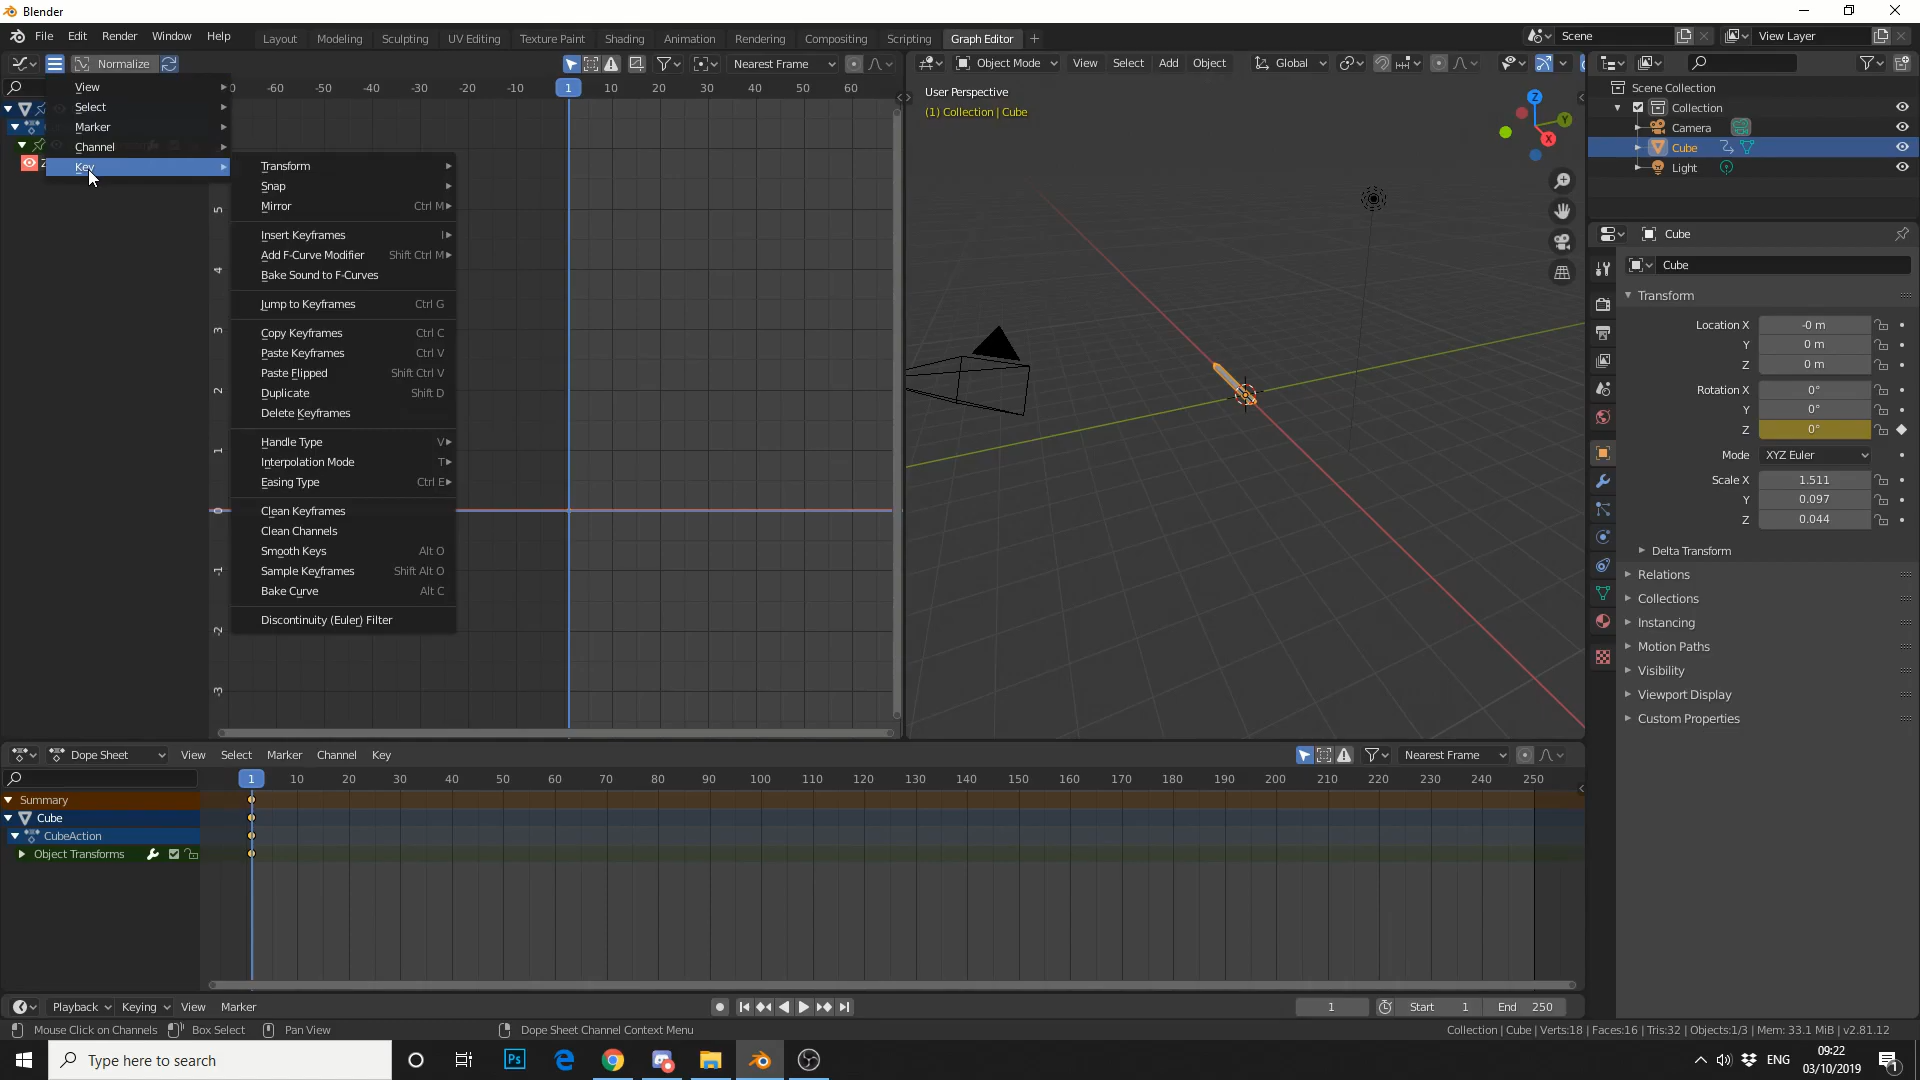 Blender
File Edit Render Window Help
Layout Modeling Sculpting UV Editing Texture Paint Shading Animation Rendering Compositing Scripting Graph Editor +
Scene
View Layer
Normalize
Nearest Frame
Object Mode View Select Add Object
Global
-50 -40 -30 -20 -10 1 10 20 30 40 50 60
View
Select
Marker
Channel
Key
Transform
Snap
Mirror Ctrl M
Insert Keyframes I
Add F-Curve Modifier Shift Ctrl M
Bake Sound to F-Curves
Jump to Keyframes Ctrl G
Copy Keyframes Ctrl C
Paste Keyframes Ctrl V
Paste Flipped Shift Ctrl V
Duplicate Shift D
Delete Keyframes
Handle Type V
Interpolation Mode T
Easing Type Ctrl E
Clean Keyframes
Clean Channels
Smooth Keys Alt O
Sample Keyframes Shift Alt O
Bake Curve Alt C
Discontinuity (Euler) Filter
5
4
3
2
1
0
-1
-2
-3
User Perspective
(1) Collection | Cube
Z
Y
X
Scene Collection
Collection
Camera
Cube
Light
Cube
Cube
Transform
Location X -0 m
Y 0 m
Z 0 m
Rotation X 0°
Y 0°
Z 0°
Mode XYZ Euler
Scale X 1.511
Y 0.097
Z 0.044
Delta Transform
Relations
Collections
Instancing
Motion Paths
Visibility
Viewport Display
Custom Properties
Dope Sheet View Select Marker Channel Key
Nearest Frame
1 10 20 30 40 50 60 70 80 90 100 110 120 130 140 150 160 170 180 190 200 210 220 230 240 250
Summary
Cube
CubeAction
Object Transforms
Playback Keying View Marker
1 Start 1 End 250
Mouse Click on Channels Box Select Pan View
Dope Sheet Channel Context Menu
Collection | Cube | Verts:18 | Faces:16 | Tris:32 | Objects:1/3 | Mem: 33.1 MiB | v2.81.12
Type here to search
Ps
ENG
09:22
03/10/2019
1